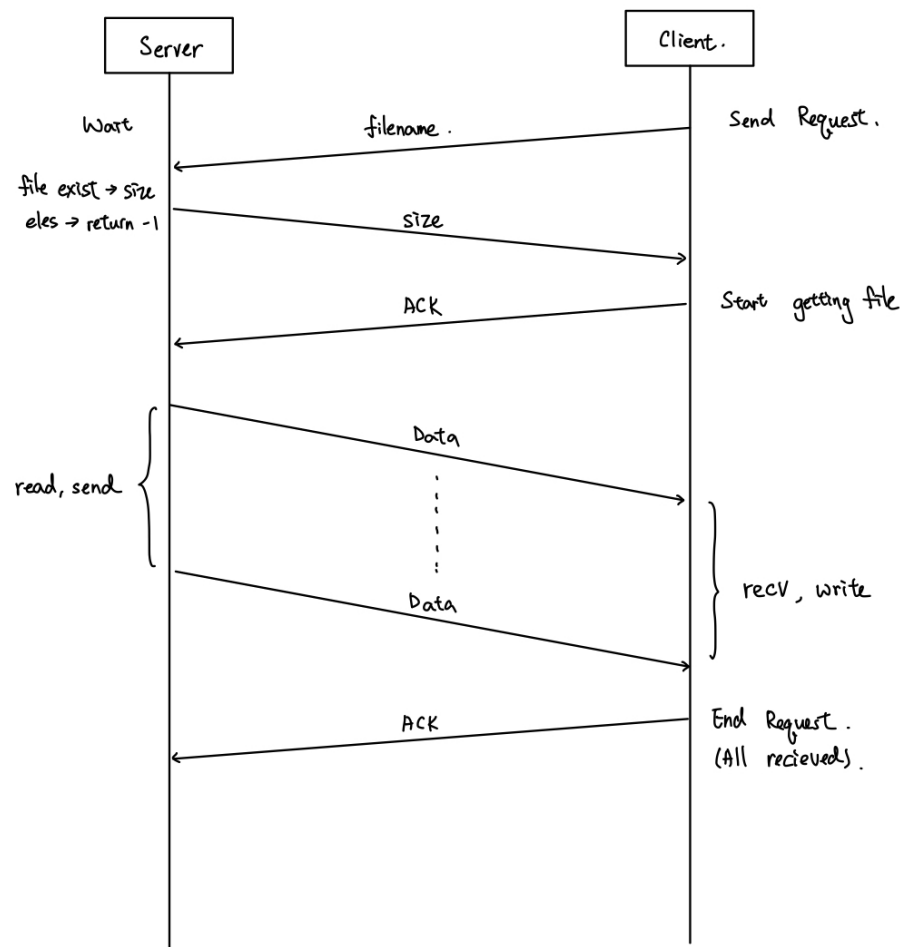 Server
Client.
Wart
filename.
Send Request.
file exist → size
eles → return -1
size
ACK
Start getting file
Data
read, send
Data
recv, write
ACK
End Request.
(All recieved).